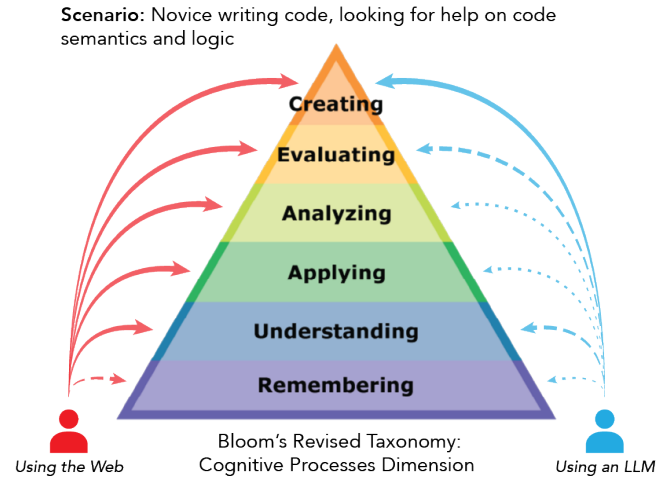 Scenario: Novice writing code, looking for help on code
semantics and logic
Creating
Evaluating
Analyzing
Applying
Understanding
Remembering
Bloom's Revised Taxonomy:
Cognitive Processes Dimension
Using the Web
Using an LLM